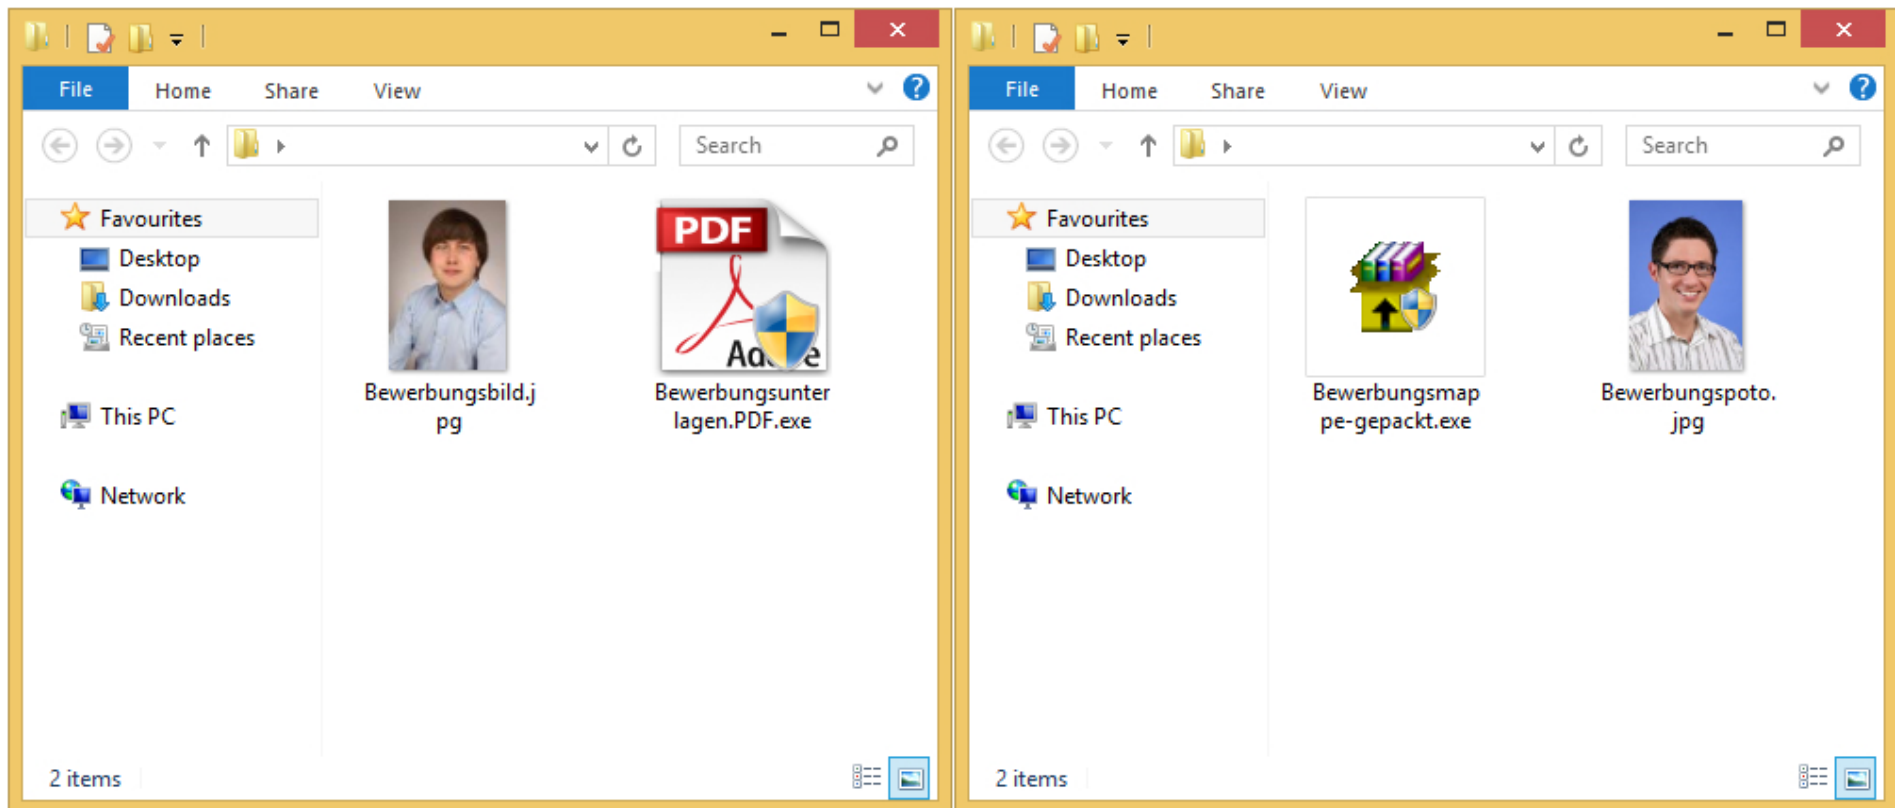 File Home Share View
Search
Favourites
Desktop
Downloads
Recent places
This PC
Network
PDF
Adobe
Bewerbungsbild.j
pg
Bewerbungsunter
lagen.PDF.exe
2 items
File Home Share View
Search
Favourites
Desktop
Downloads
Recent places
This PC
Network
Bewerbungsmap
pe-gepackt.exe
Bewerbungspoto.
jpg
2 items